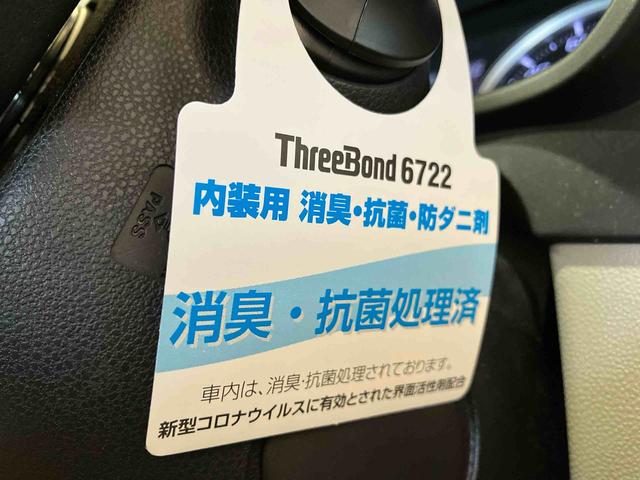 ThreeBond 6722
内装用 消臭・抗菌・防ダニ剤
消臭・抗菌処理済
車内は、消臭・抗菌処理されております。
新型コロナウイルスに有効とされた界面活性剤配合
PASS